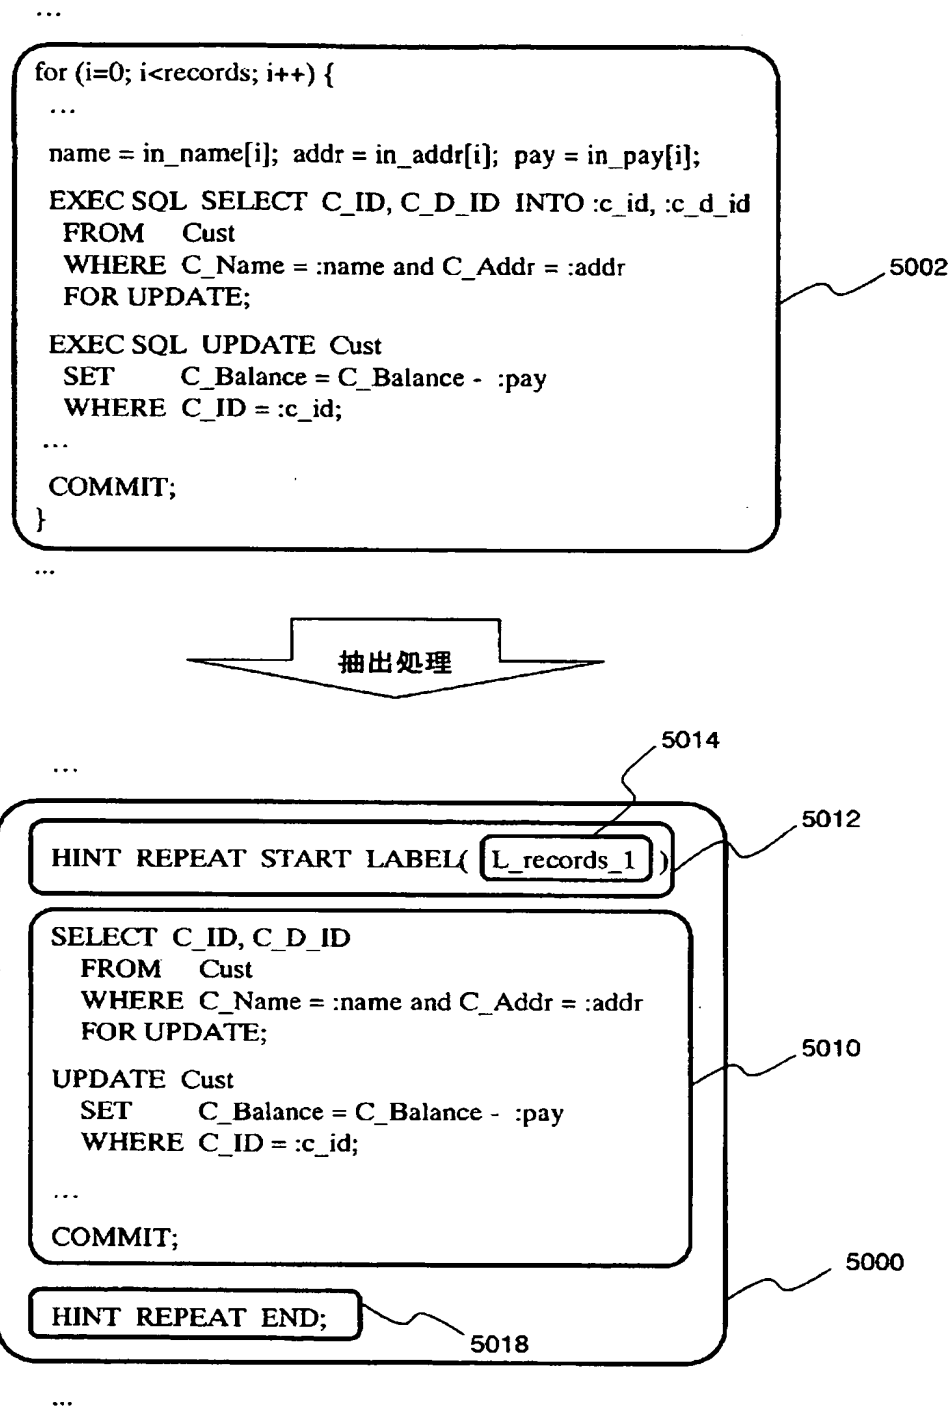 ...
for (i=0; i<records; i++) {
...
name = in_name[i]; addr = in_addr[i]; pay = in_pay[i];
EXEC SQL SELECT C_ID, C_D_ID INTO :c_id, :c_d_id
FROM Cust
WHERE C_Name = :name and C_Addr = :addr
FOR UPDATE;
5002
EXEC SQL UPDATE Cust
SET C_Balance = C_Balance - :pay
WHERE C_ID = :c_id;
...
COMMIT;
}
...
抽出処理
5014
...
5012
HINT REPEAT START LABEL( L_records_1 )
SELECT C_ID, C_D_ID
FROM Cust
WHERE C_Name = :name and C_Addr = :addr
FOR UPDATE;
5010
UPDATE Cust
SET C_Balance = C_Balance - :pay
WHERE C_ID = :c_id;
...
COMMIT;
5000
HINT REPEAT END;
5018
...